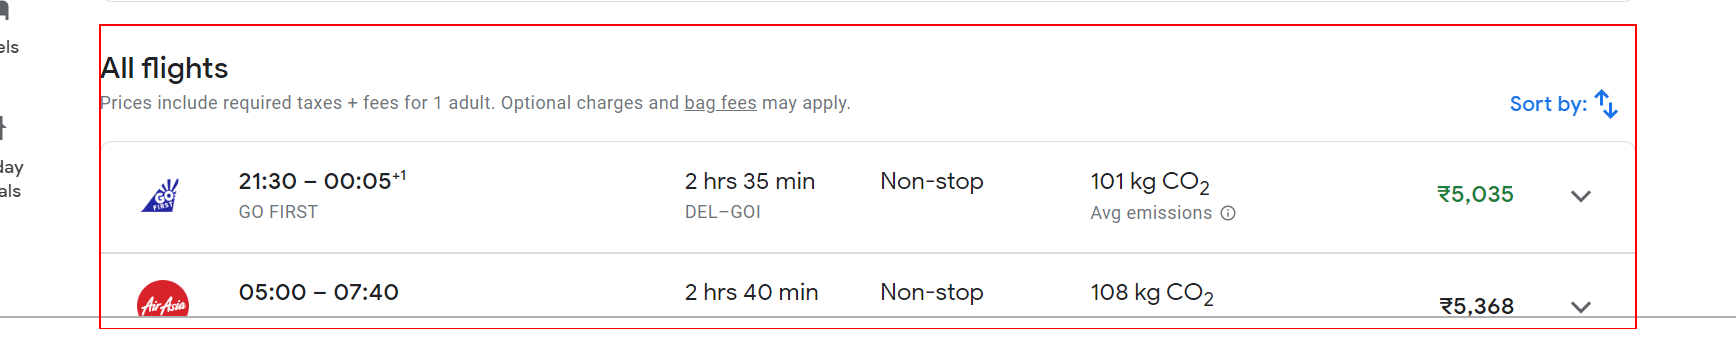 els
day
als
All flights
Prices include required taxes + fees for 1 adult. Optional charges and bag fees may apply.
Sort by:
GO FIRST
21:30 – 00:05+1
GO FIRST
2 hrs 35 min
DEL–GOI
Non-stop
101 kg CO2
Avg emissions
₹5,035
AirAsia
05:00 – 07:40
2 hrs 40 min
Non-stop
108 kg CO2
₹5,368